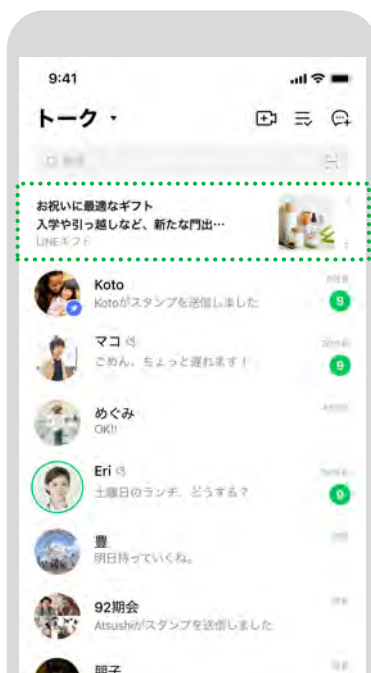 9:41
トーク
お祝いに最適なギフト
入学や引っ越しなど、新たな門出…
LINEギフト
Koto
Kotoがスタンプを送信しました
9
マコ
ごめん、ちょっと遅れます！
9
めぐみ
OK!!
Eri
土曜日のランチ、どうする？
9
豊
明日持っていくね。
92期会
Atsushiがスタンプを送信しました
朋子